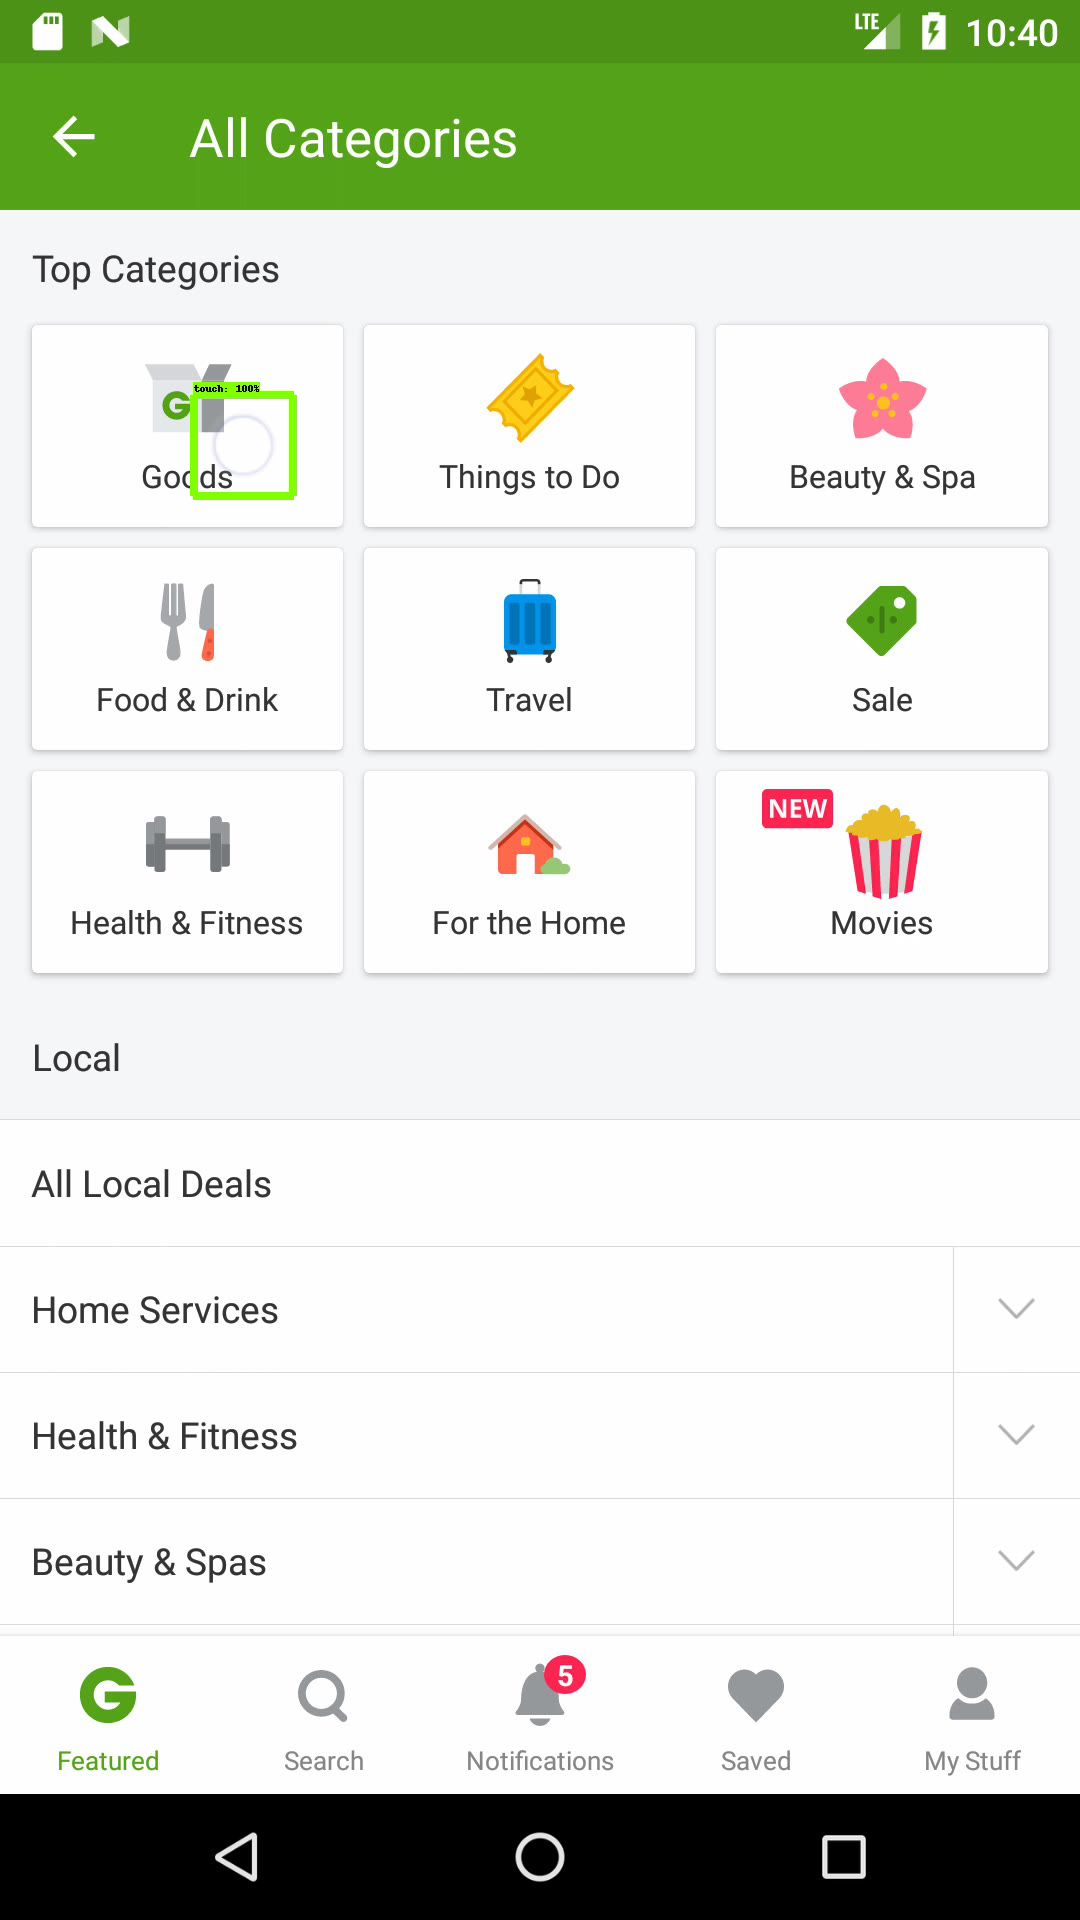 LTE 10:40
All Categories
Top Categories
touch: 100%
G
Goods
Things to Do
Beauty & Spa
Food & Drink
Travel
Sale
Health & Fitness
For the Home
NEW
Movies
Local
All Local Deals
Home Services
Health & Fitness
Beauty & Spas
G
5
Featured
Search
Notifications
Saved
My Stuff